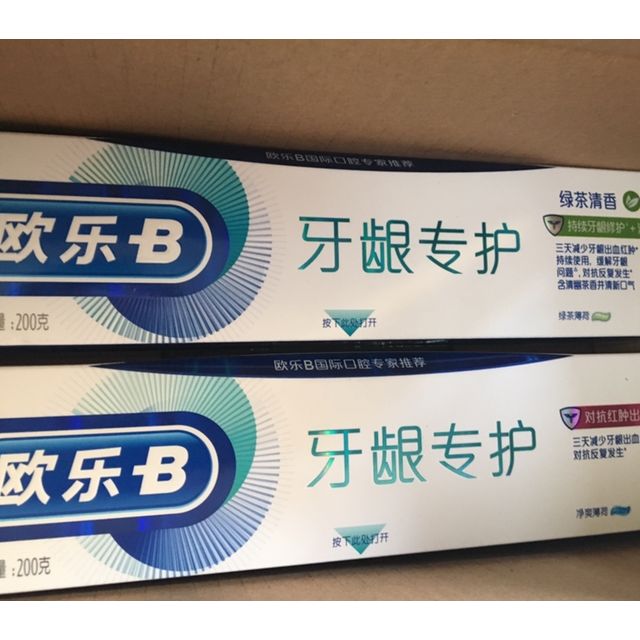 欧乐B国际口腔专家推荐
欧乐-B
牙龈专护
绿茶清香
持续牙龈修护
三天减少牙龈出血红肿*
持续使用，缓解牙龈
问题^，对抗反复发生*
含清幽茶香井清新口气
绿茶薄荷
按下此处打开
量:200克
欧乐B国际口腔专家推荐
欧乐-B
牙龈专护
对抗红肿出
三天减少牙龈出血
对抗反复发生*
净爽薄荷
按下此处打开
量:200克